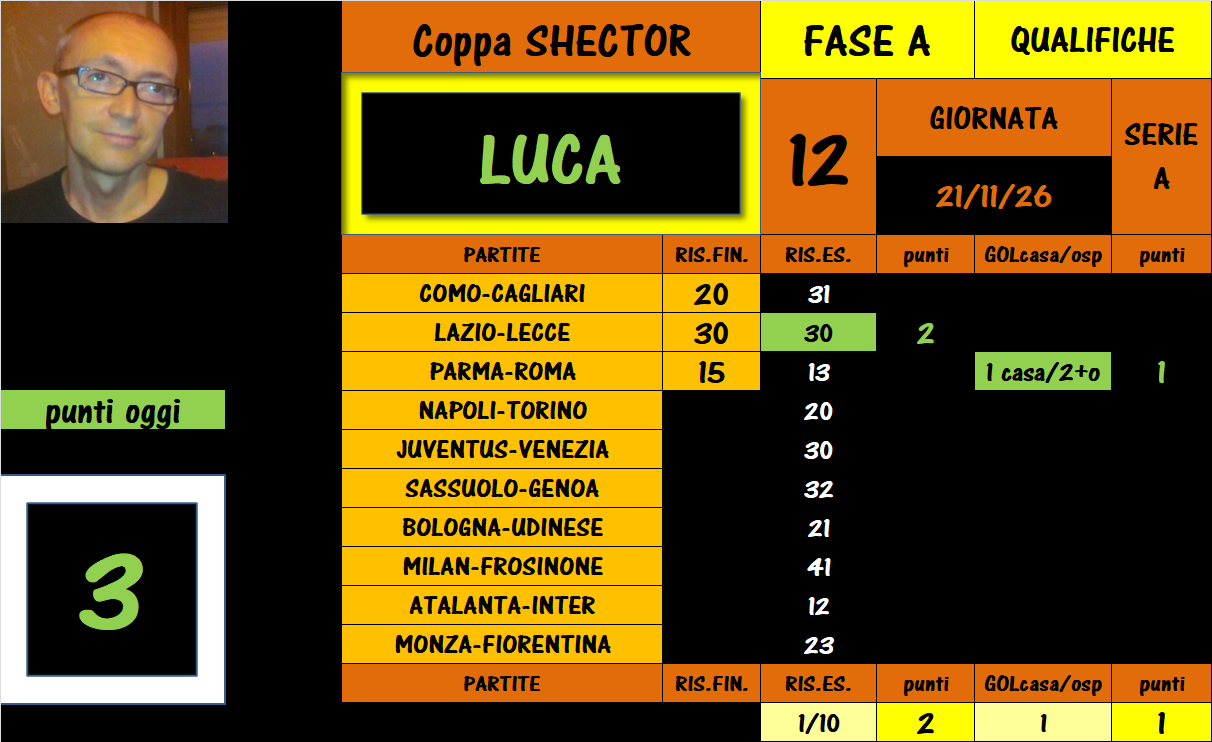 Coppa SHECTOR FASE A QUALIFICHE
LUCA 12 GIORNATA SERIE A
21/11/26
PARTITE RIS.FIN. RIS.ES. punti GOLcasa/osp punti
COMO-CAGLIARI 20 31
LAZIO-LECCE 30 30 2
PARMA-ROMA 15 13 1 casa/2+o 1
punti oggi
NAPOLI-TORINO 20
JUVENTUS-VENEZIA 30
SASSUOLO-GENOA 32
BOLOGNA-UDINESE 21
3
MILAN-FROSINONE 41
ATALANTA-INTER 12
MONZA-FIORENTINA 23
PARTITE RIS.FIN. RIS.ES. punti GOLcasa/osp punti
1/10 2 1 1